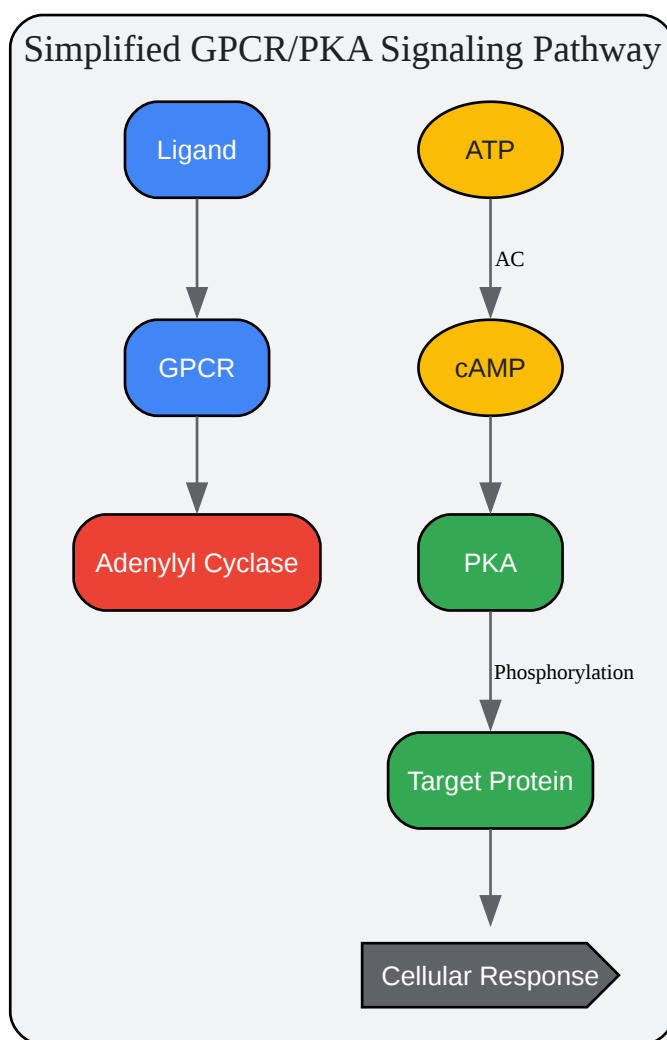 Simplified GPCR/PKA Signaling Pathway
Ligand
ATP
AC
GPCR
cAMP
Adenylyl Cyclase
PKA
Phosphorylation
Target Protein
Cellular Response